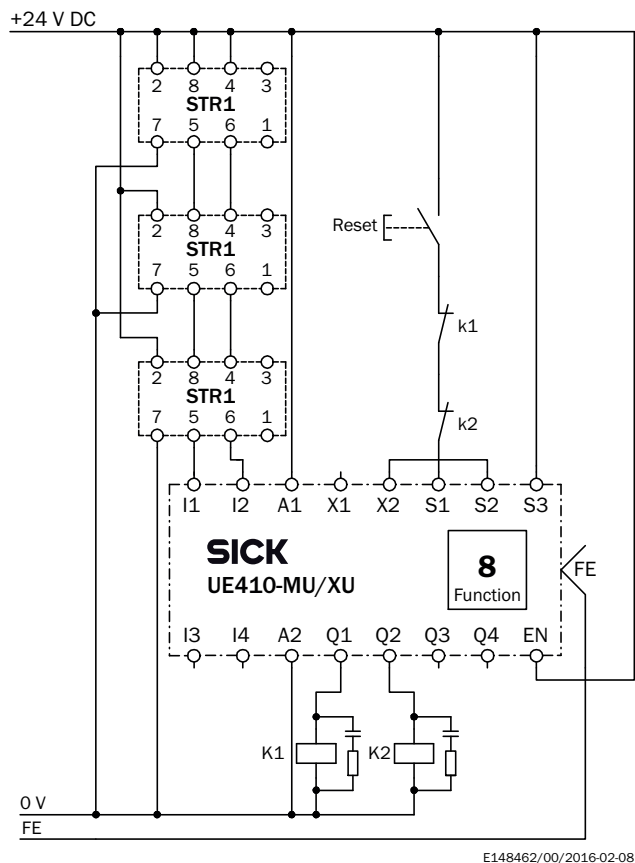 +24 V DC
2 8 4 3
STR1
7 5 6 1
2 8 4 3
STR1
7 5 6 1
Reset
k1
2 8 4 3
STR1
7 5 6 1
k2
I1 I2 A1 X1 X2 S1 S2 S3
SICK
UE410-MU/XU
8
Function
FE
I3 I4 A2 Q1 Q2 Q3 Q4 EN
K1 K2
0 V
FE
E148462/00/2016-02-08